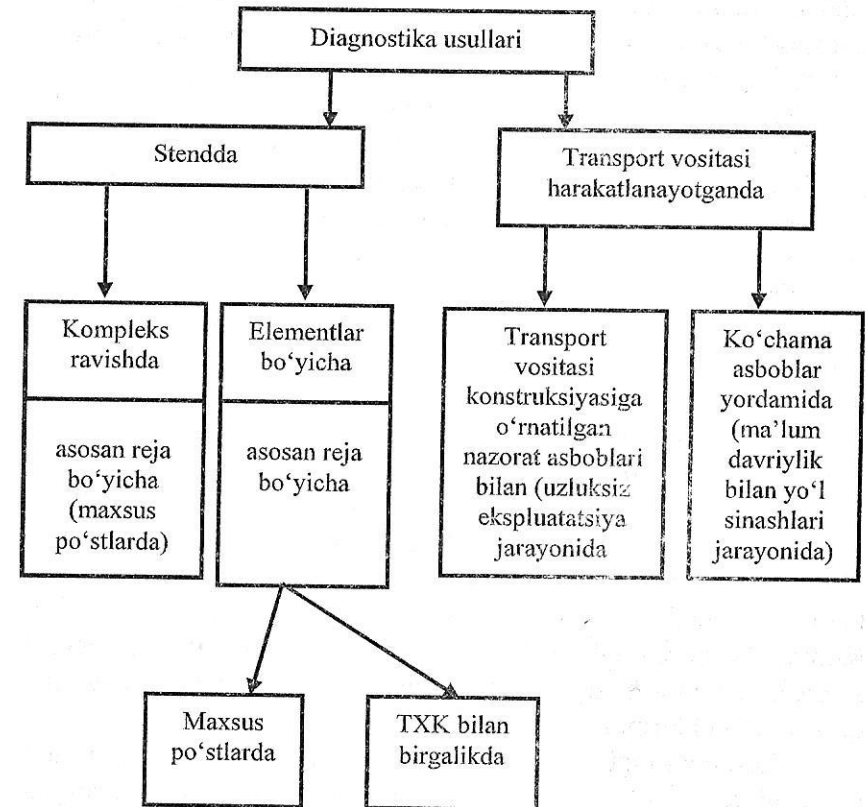 Diagnostika usullari
Stendda
Transport vositasi
harakatlanayotganda
Kompleks
ravishda
asosan reja
bo‘yicha
(maxsus
po‘stlarda)
Elementlar
bo‘yicha
asosan reja
bo‘yicha
Transport
vositasi
konstruksiyasiga
o‘rnatilgan
nazorat asboblari
bilan (uzluksiz
ekspluatatsiya
jarayonida
Ko‘chama
asboblar
yordamida
(ma’lum
davriylik
bilan yo‘l
sinashlari
jarayonida)
Maxsus
po‘stlarda
TXK bilan
birgalikda